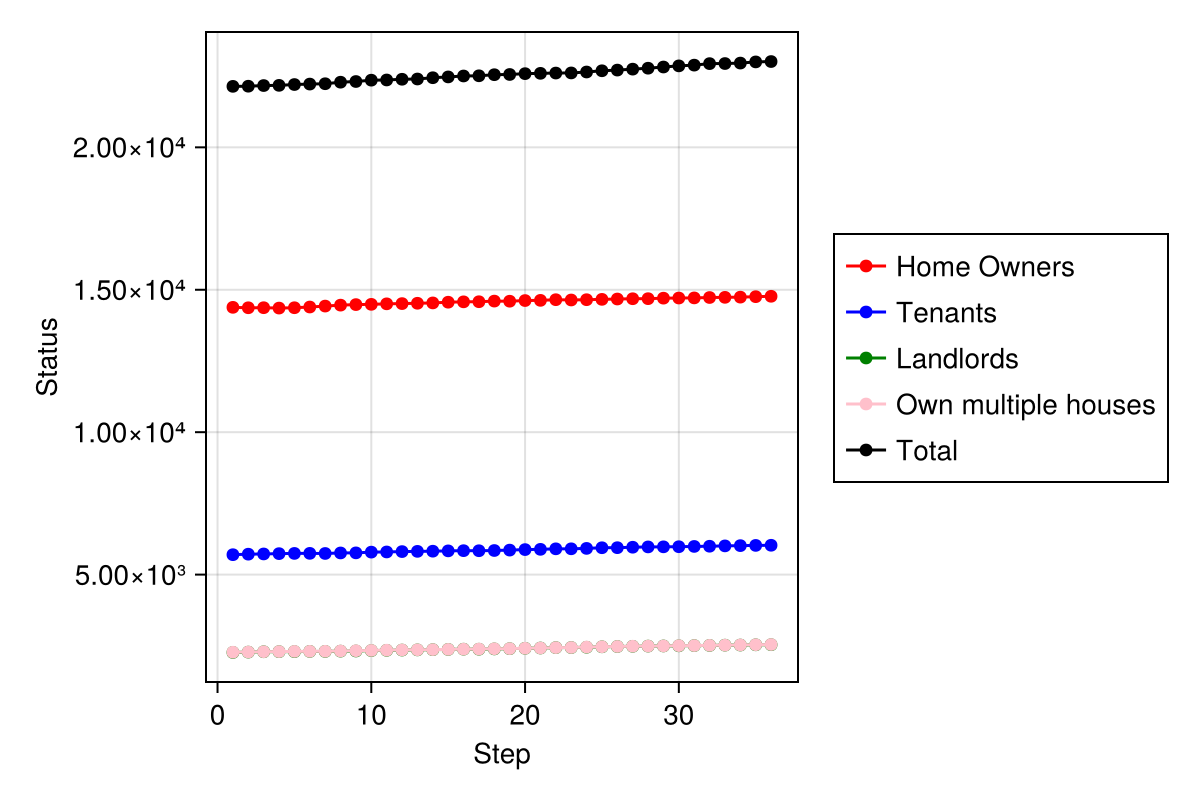 2.00×10⁴
1.50×10⁴
1.00×10⁴
5.00×10³
Status
0 10 20 30
Step
Home Owners
Tenants
Landlords
Own multiple houses
Total